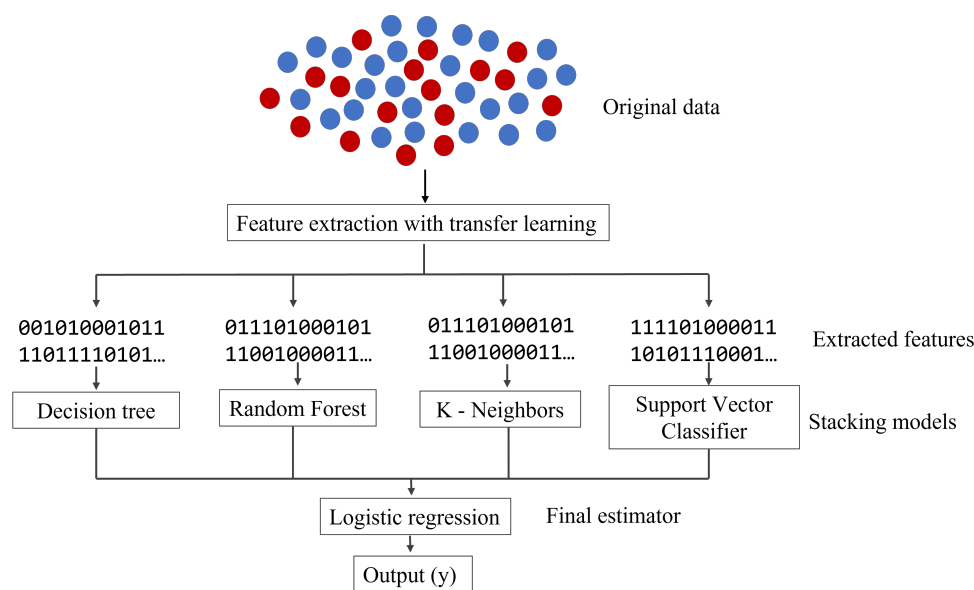 Original data
Feature extraction with transfer learning
001010001011
11011110101…
011101000101
11001000011…
011101000101
11001000011…
111101000011
10101110001…
Extracted features
Decision tree
Random Forest
K - Neighbors
Support Vector
Classifier
Stacking models
Logistic regression
Final estimator
Output (y)